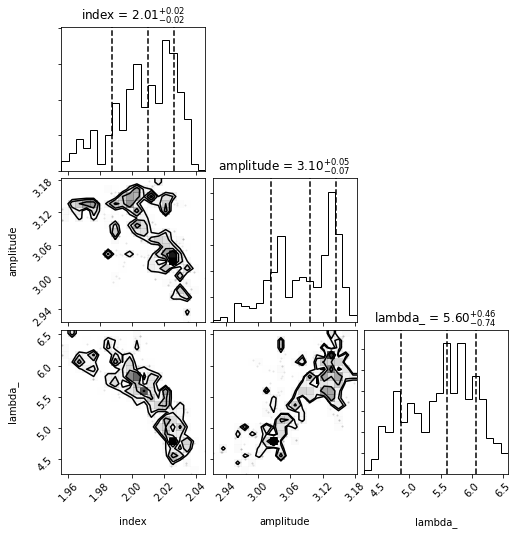 index = 2.01+0.02 −0.02
amplitude = 3.10+0.05 −0.07
3.18
3.12
3.06
3.00
2.94
amplitude
lambda_ = 5.60+0.46 −0.74
6.5
6.0
5.5
5.0
4.5
lambda_
1.96 1.98 2.00 2.02 2.04
2.94 3.00 3.06 3.12 3.18
4.5 5.0 5.5 6.0 6.5
index amplitude lambda_